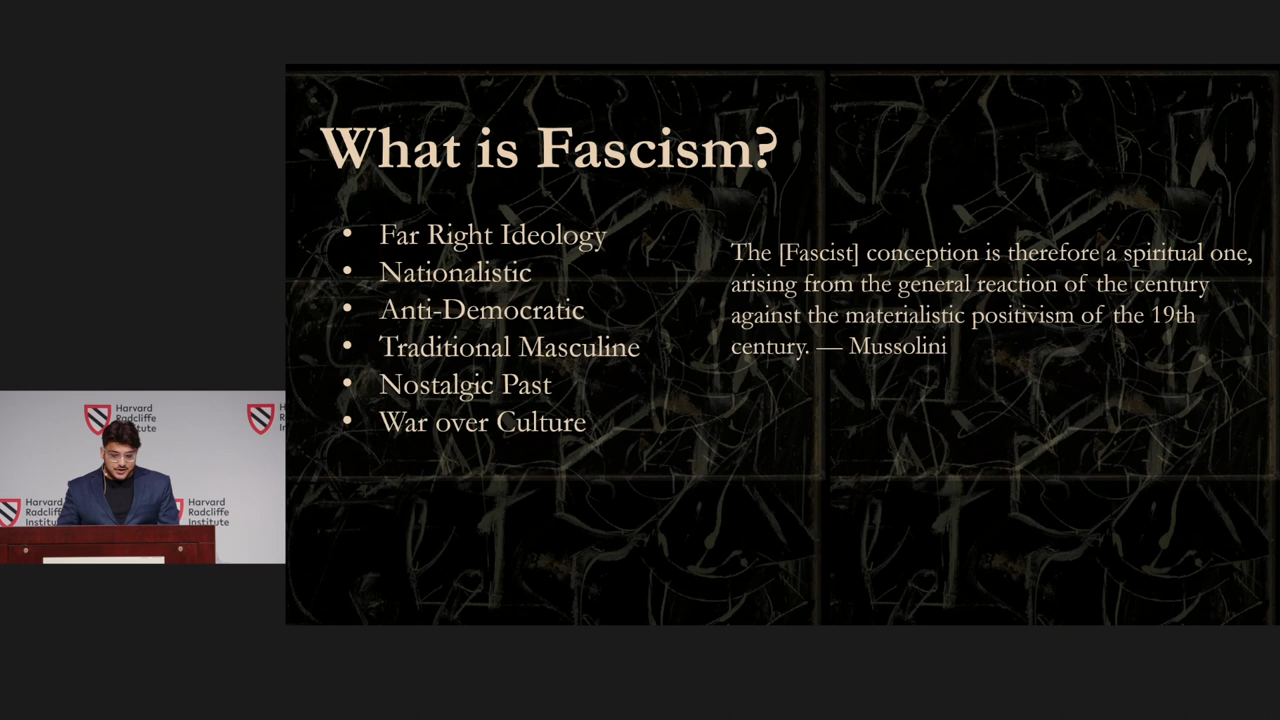 What is Fascism?
• Far Right Ideology
• Nationalistic
• Anti-Democratic
• Traditional Masculine
• Nostalgic Past
• War over Culture
The [Fascist] conception is therefore a spiritual one,
arising from the general reaction of the century
against the materialistic positivism of the 19th
century. — Mussolini
Harvard
Radcliffe
Institute
Harvard
Radcliffe
Institute
Harvard
Radcliffe
Institute